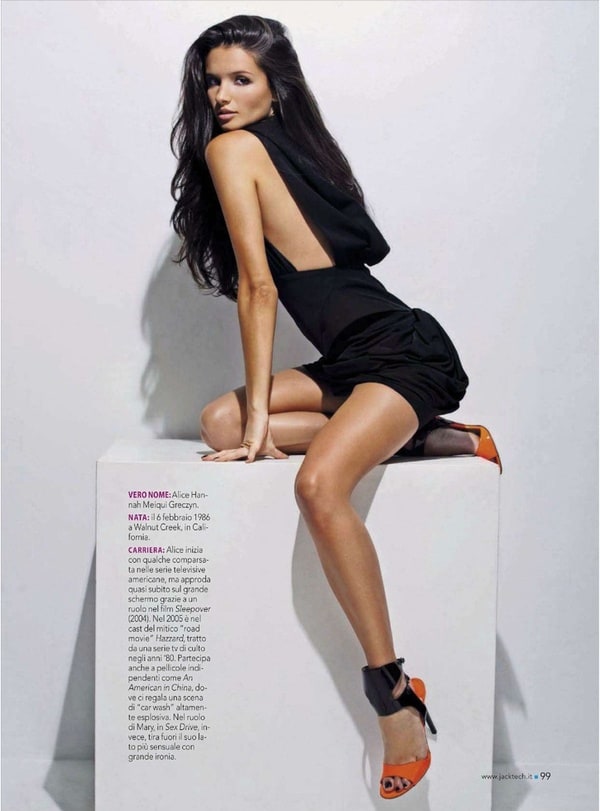 VERO NOME: Alice Han-
nah Meiqui Greczyn.
NATA: il 6 febbraio 1986
a Walnut Creek, in Cali-
fornia.
CARRIERA: Alice inizia
con qualche comparsa-
ta nelle serie televisive
americane, ma approda
quasi subito sul grande
schermo grazie a un
ruolo nel film Sleepover
(2004). Nel 2005 è nel
cast del mitico "road
movie" Hazzard, tratto
da una serie tv di culto
negli anni '80. Partecipa
anche a pellicole indi-
pendenti come An
American in China, do-
ve ci regala una scena
di "car wash" altamen-
te esplosiva. Nel ruolo
di Mary, in Sex Drive, in-
vece, tira fuori il suo la-
to più sensuale con
grande ironia.
www.jacktech.it 99